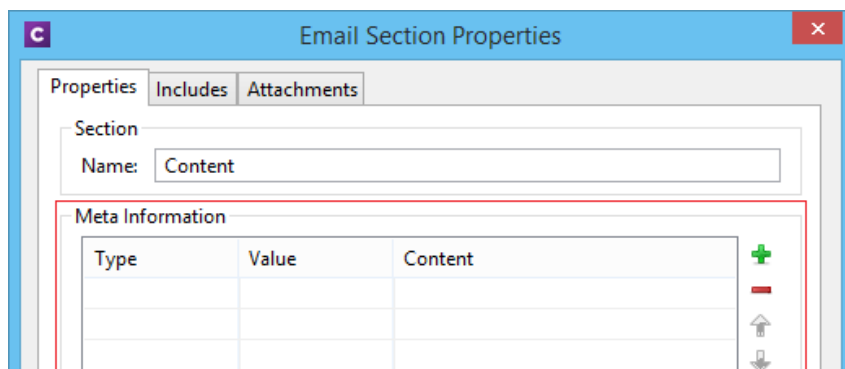 C
Email Section Properties
Properties Includes Attachments
Section
Name: Content
Meta Information
Type Value Content